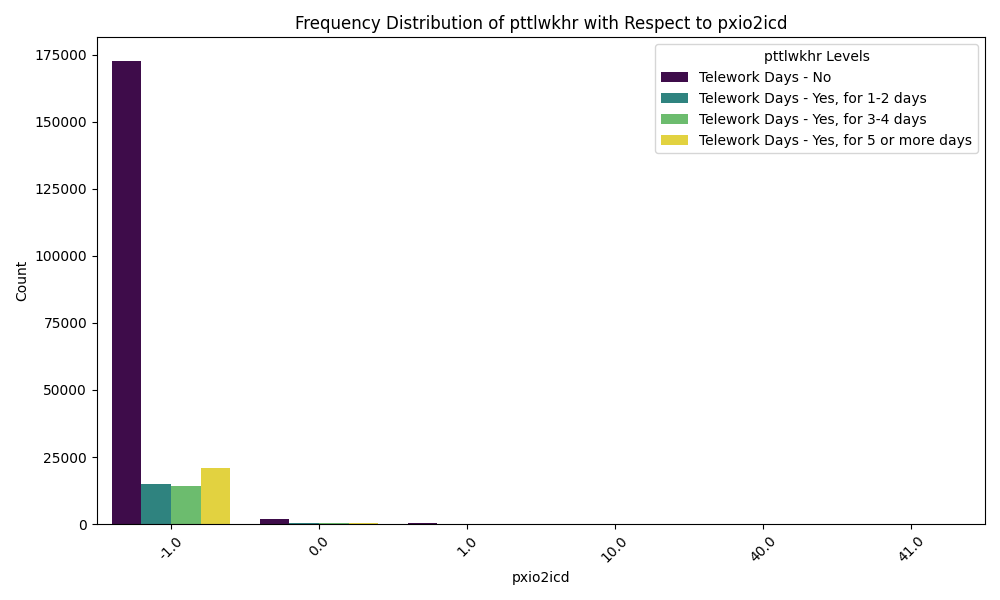 Frequency Distribution of pttlwkhr with Respect to pxio2icd
pttlwkhr Levels
Telework Days - No
Telework Days - Yes, for 1-2 days
Telework Days - Yes, for 3-4 days
Telework Days - Yes, for 5 or more days
Count
175000
150000
125000
100000
75000
50000
25000
0
-1.0
0.0
1.0
10.0
40.0
41.0
pxio2icd